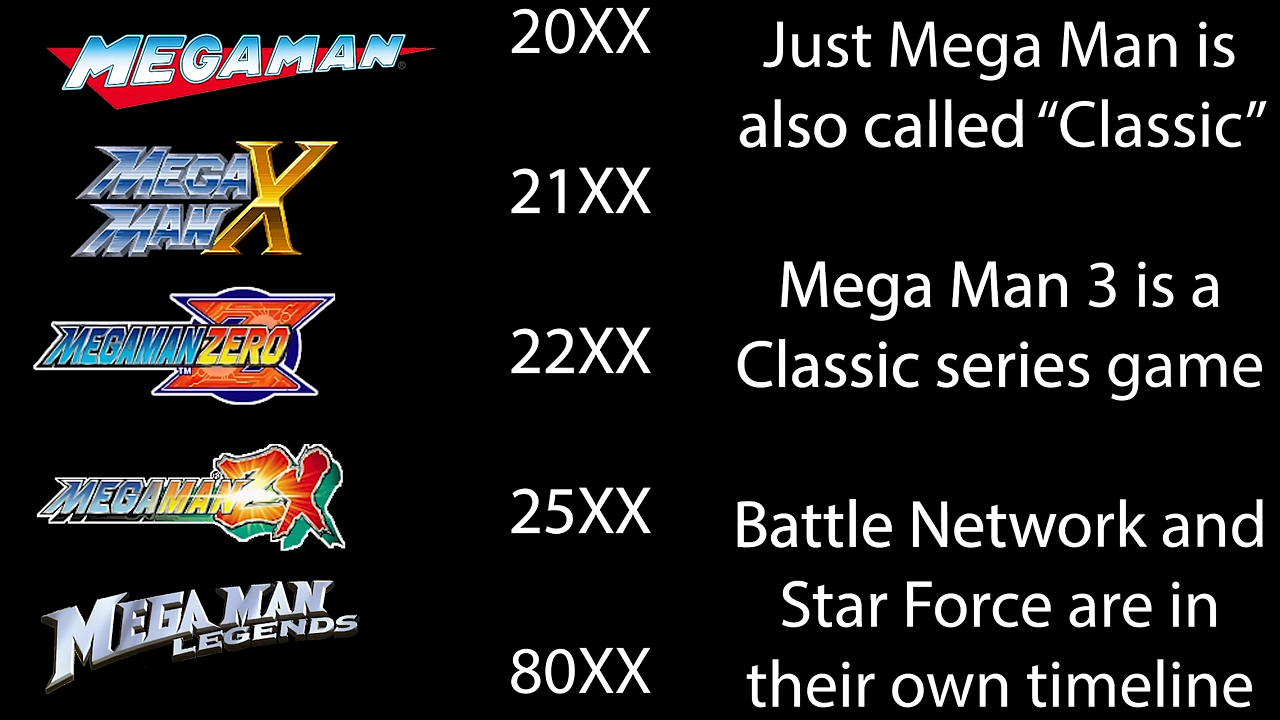 MEGAMAN
20XX
Just Mega Man is
also called “Classic”
MEGA
MAN X
21XX
Mega Man 3 is a
Classic series game
MEGAMAN ZERO
TM
22XX
MEGAMAN ZX
25XX
Battle Network and
Star Force are in
their own timeline
MEGA MAN
LEGENDS
80XX